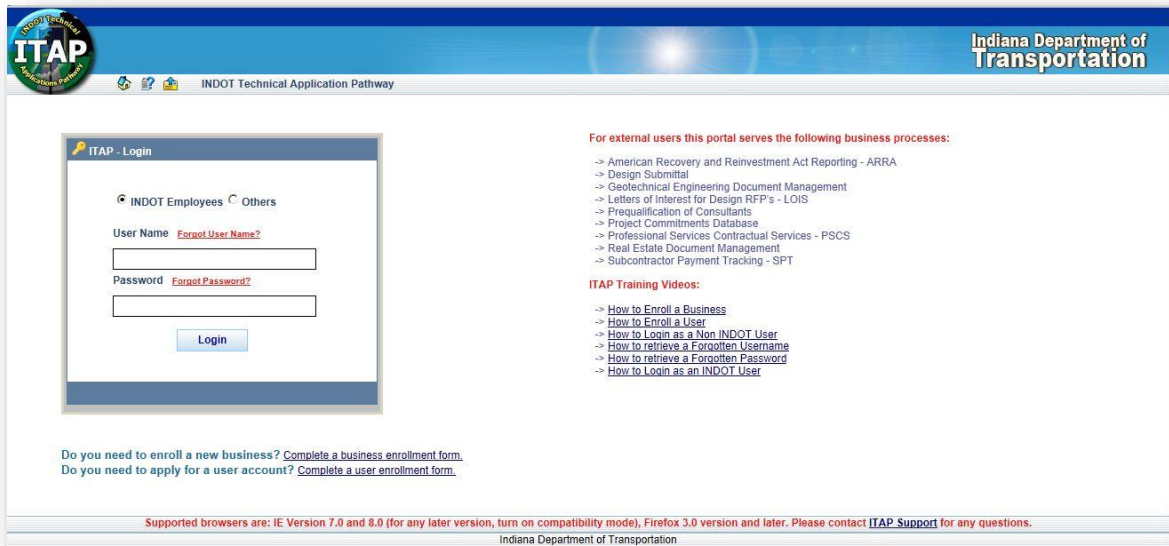 INDOT Technical
ITAP
Applications Pathway
Indiana Department of
Transportation
INDOT Technical Application Pathway
ITAP - Login
INDOT Employees Others
User Name Forgot User Name?
Password Forgot Password?
Login
For external users this portal serves the following business processes:
-> American Recovery and Reinvestment Act Reporting - ARRA
-> Design Submittal
-> Geotechnical Engineering Document Management
-> Letters of Interest for Design RFP's - LOIS
-> Prequalification of Consultants
-> Project Commitments Database
-> Professional Services Contractual Services - PSCS
-> Real Estate Document Management
-> Subcontractor Payment Tracking - SPT
ITAP Training Videos:
-> How to Enroll a Business
-> How to Enroll a User
-> How to Login as a Non INDOT User
-> How to retrieve a Forgotten Username
-> How to retrieve a Forgotten Password
-> How to Login as an INDOT User
Do you need to enroll a new business? Complete a business enrollment form.
Do you need to apply for a user account? Complete a user enrollment form.
Supported browsers are: IE Version 7.0 and 8.0 (for any later version, turn on compatibility mode), Firefox 3.0 version and later. Please contact ITAP Support for any questions.
Indiana Department of Transportation